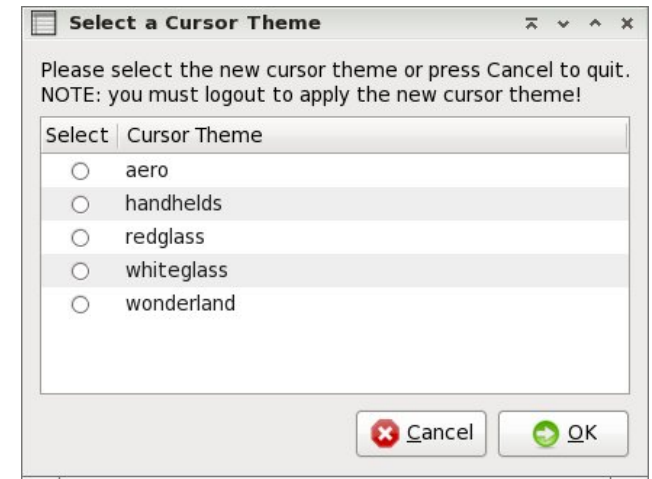 Select a Cursor Theme
Please select the new cursor theme or press Cancel to quit.
NOTE: you must logout to apply the new cursor theme!
Select Cursor Theme
aero
handhelds
redglass
whiteglass
wonderland
Cancel OK